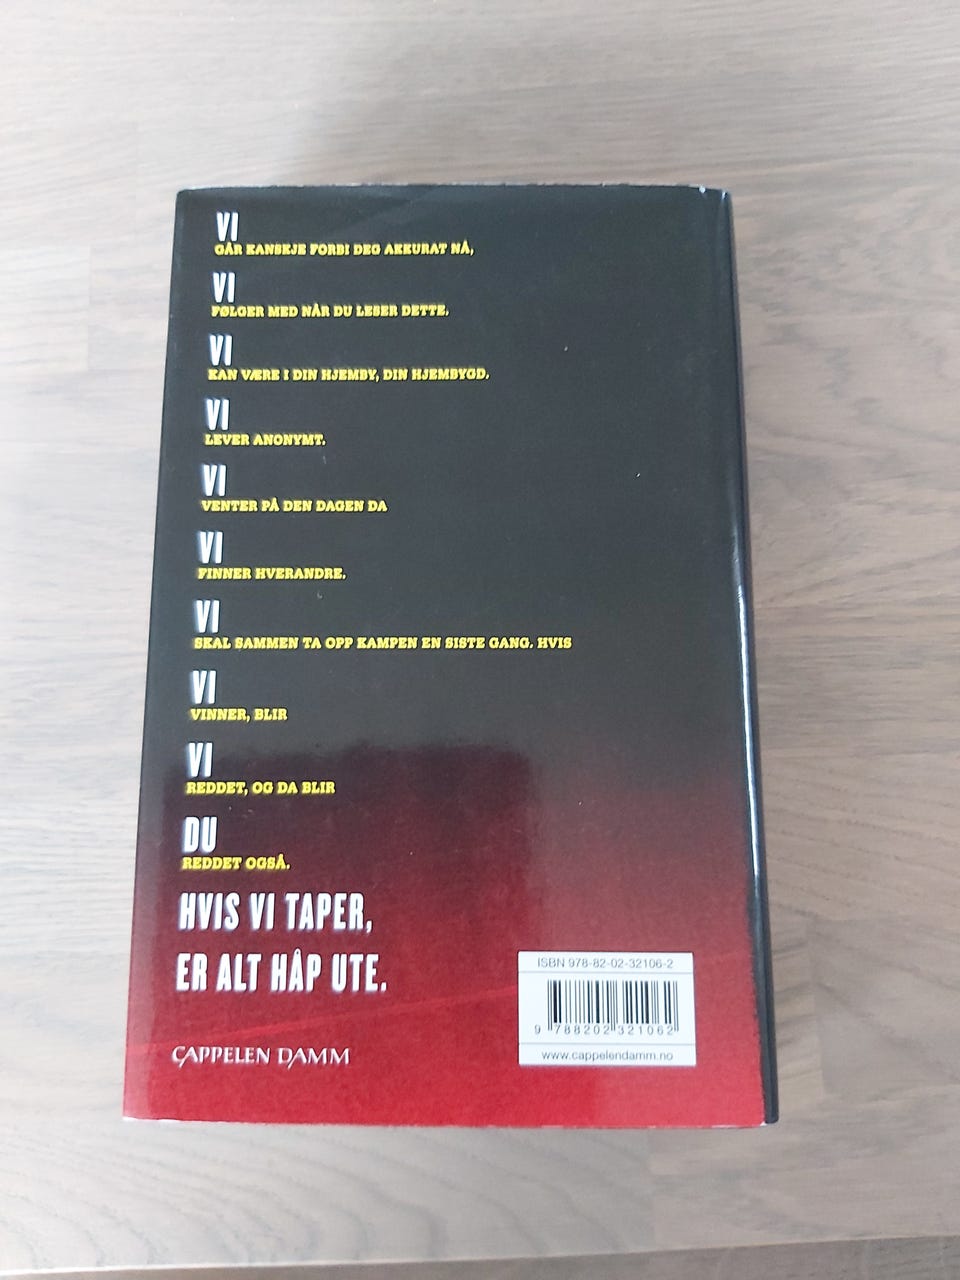 VI
GÅR KANSKJE FORBI DEG AKKURAT NÅ,
VI
FØLGER MED NÅR DU LESER DETTE.
VI
KAN VÆRE I DIN HJEMBY, DIN HJEMBYGD.
VI
LEVER ANONYMT.
VI
VENTER PÅ DEN DAGEN DA
VI
FINNER HVERANDRE.
VI
SKAL SAMMEN TA OPP KAMPEN EN SISTE GANG. HVIS
VI
VINNER, BLIR
VI
REDDET, OG DA BLIR
DU
REDDET OGSÅ.
HVIS VI TAPER,
ER ALT HÅP UTE.
CAPPELEN DAMM
ISBN 978-82-02-32106-2
9 788202 321062
www.cappelendamm.no